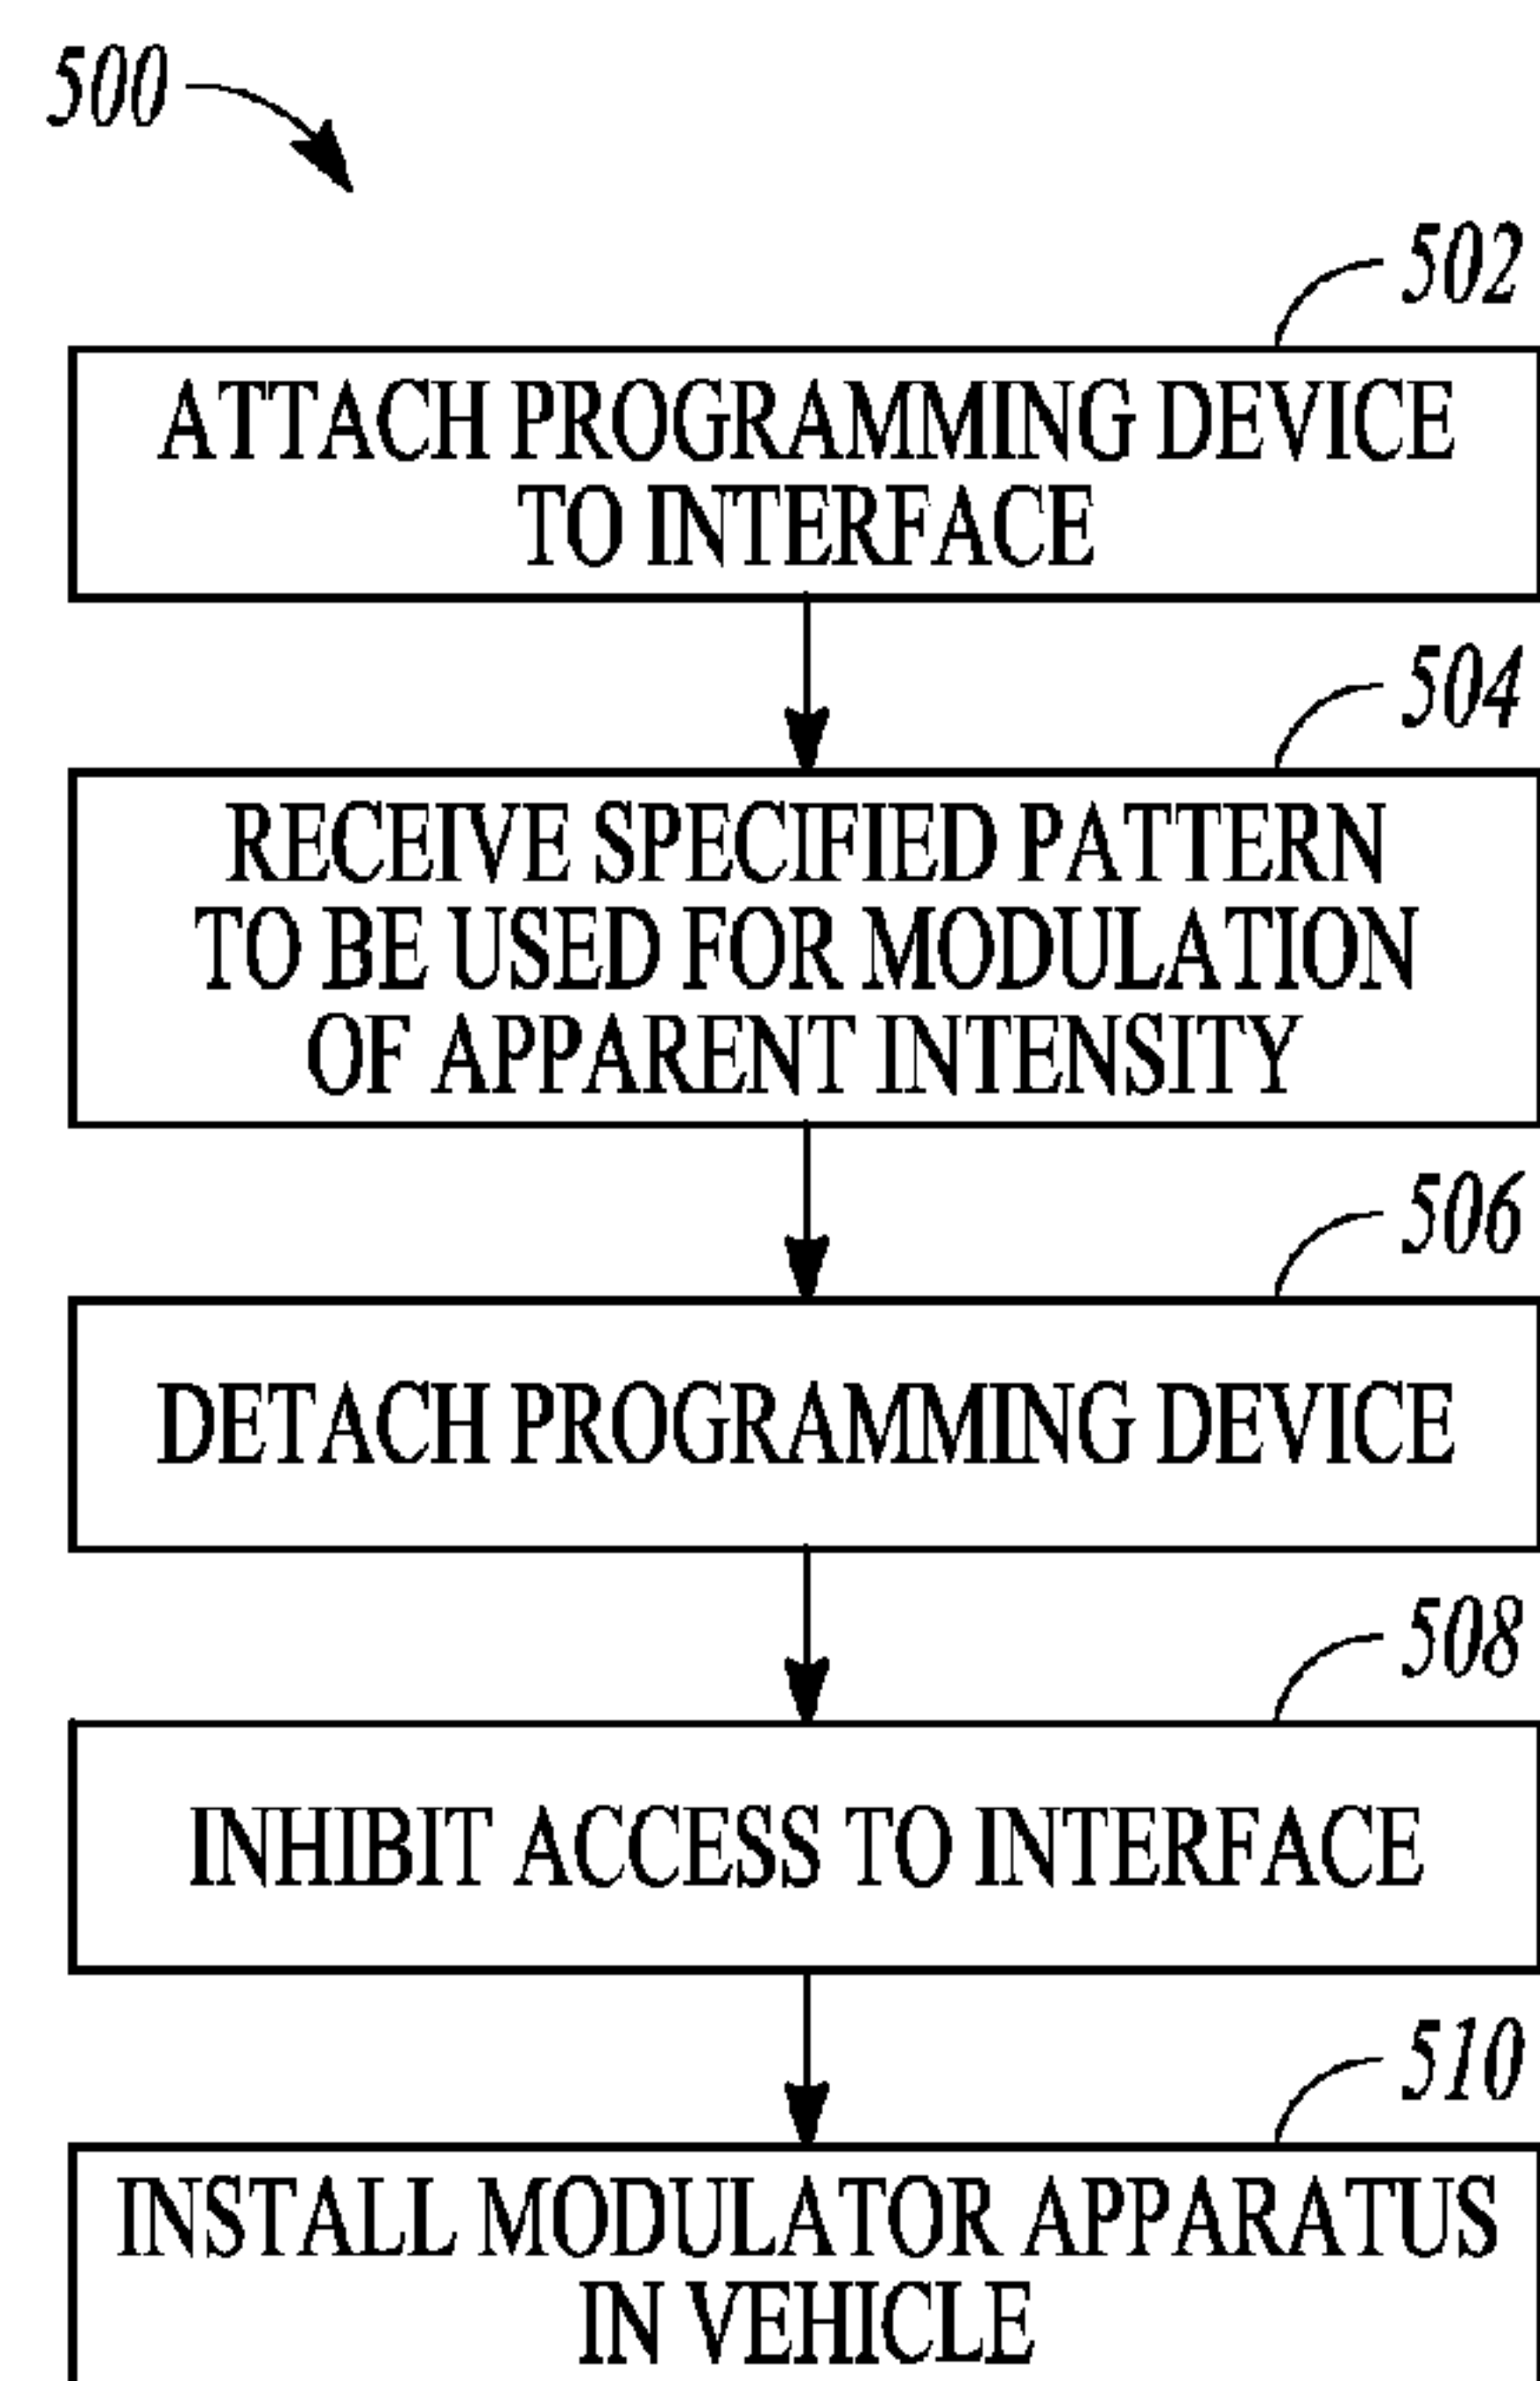 500
502
ATTACH PROGRAMMING DEVICE
TO INTERFACE
504
RECEIVE SPECIFIED PATTERN
TO BE USED FOR MODULATION
OF APPARENT INTENSITY
506
DETACH PROGRAMMING DEVICE
508
INHIBIT ACCESS TO INTERFACE
510
INSTALL MODULATOR APPARATUS
IN VEHICLE